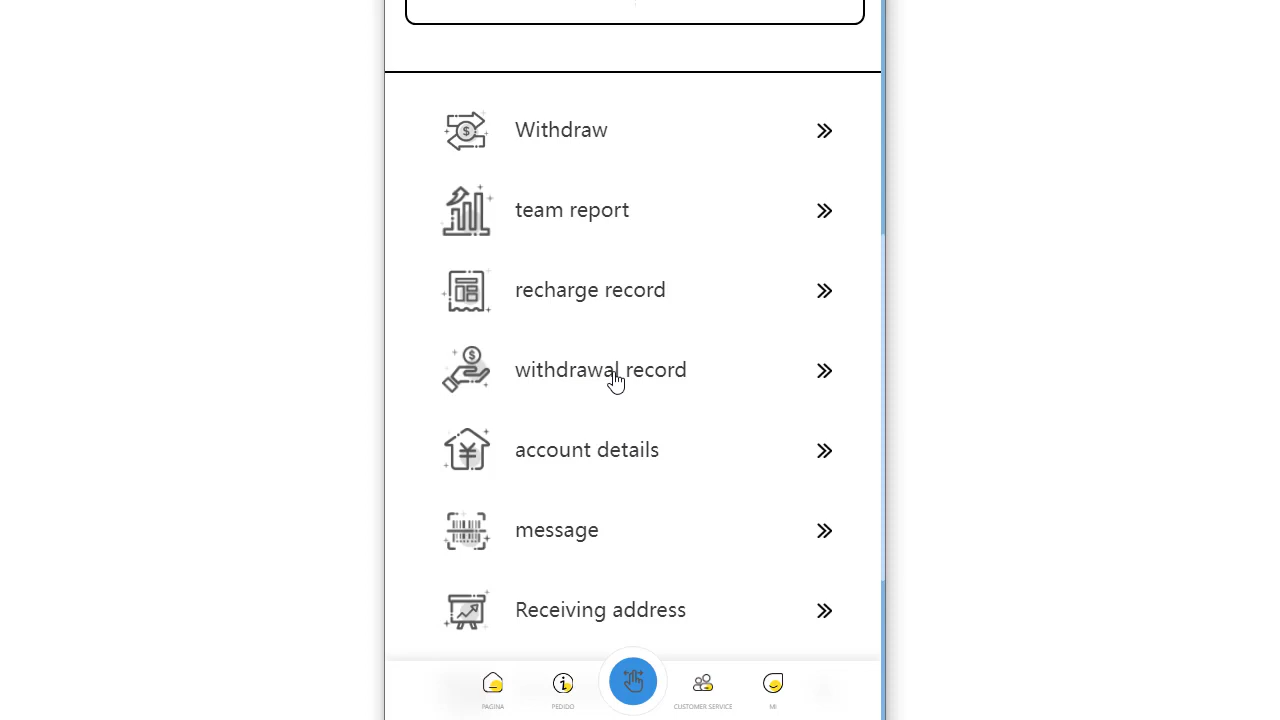 Withdraw
team report
recharge record
withdrawal record
account details
message
Receiving address
PAGINA
PEDIDO
CUSTOMER SERVICE
MI